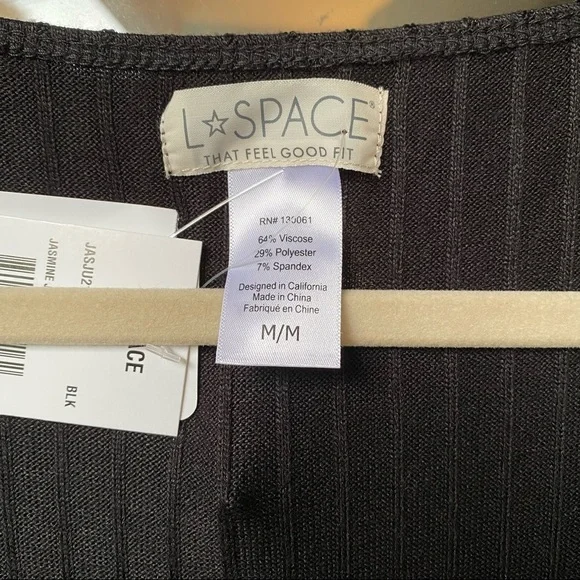 L☆SPACE®
THAT FEEL GOOD FIT
RN# 130061
64% Viscose
29% Polyester
7% Spandex
Designed in California
Made in China
Fabriqué en Chine
M/M
JASJU2
JASMINE
BLK